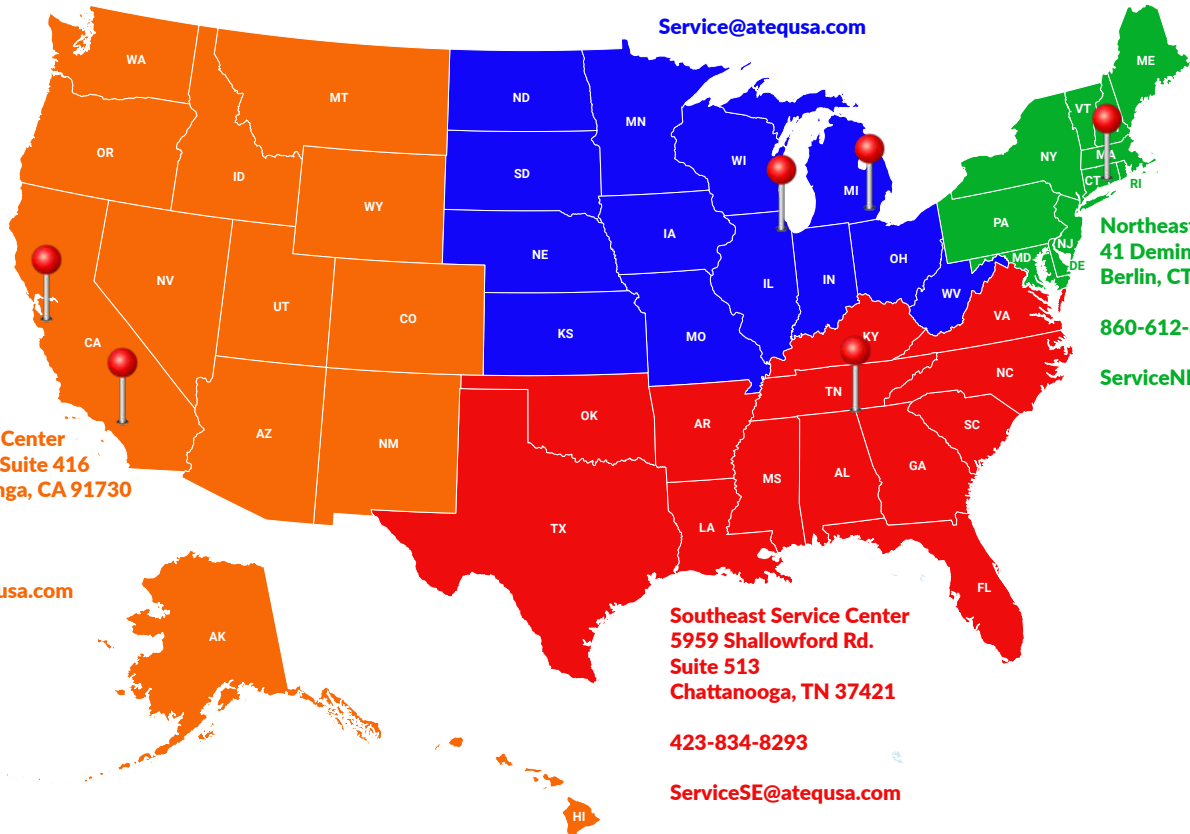 Service@atequsa.com
WA
MT
ND
MN
ME
VT
OR
ID
WY
SD
WI
MI
NY
MA
CT
RI
NE
IA
PA
NJ
MD
DE
NV
UT
CO
KS
MO
IL
IN
OH
WV
VA
KY
CA
AZ
NM
OK
AR
TN
NC
SC
MS
AL
GA
TX
LA
FL
AK
HI
Northeast
41 Demin
Berlin, CT
860-612-
ServiceN
Center
Suite 416
nga, CA 91730
usa.com
Southeast Service Center
5959 Shallowford Rd.
Suite 513
Chattanooga, TN 37421
423-834-8293
ServiceSE@atequsa.com